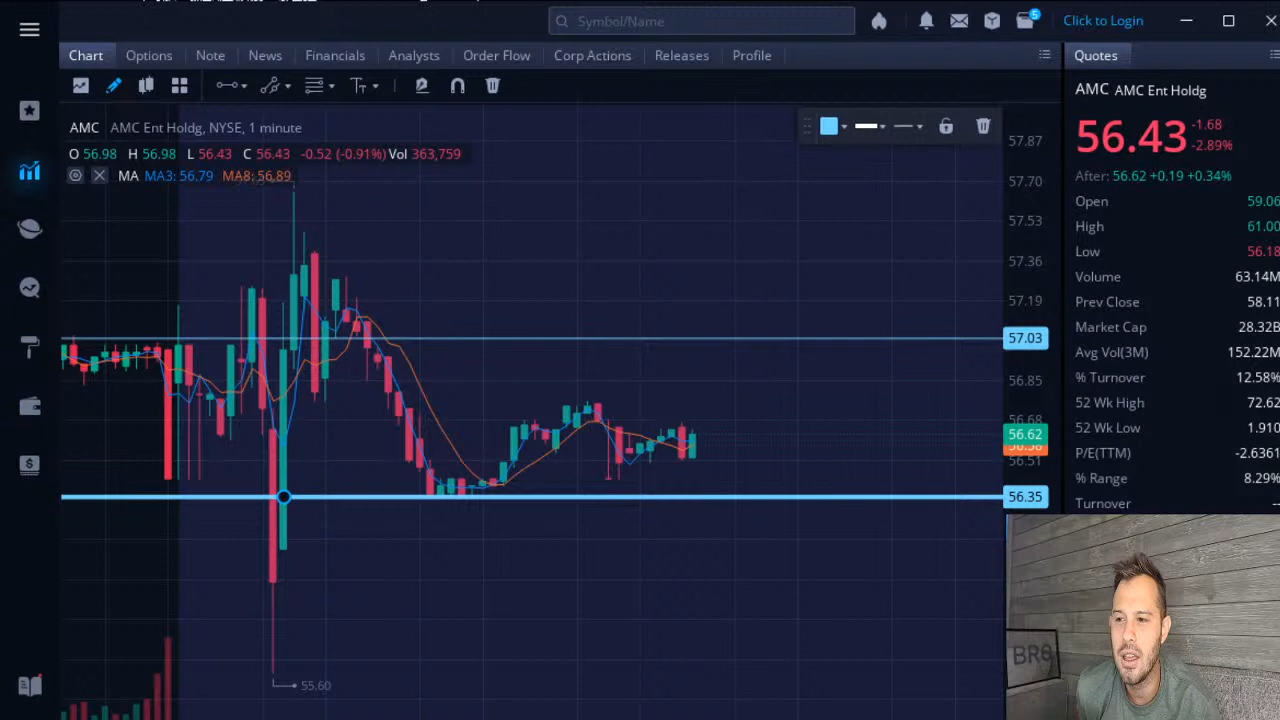 Symbol/Name
5
Click to Login
Chart
Options
Note
News
Financials
Analysts
Order Flow
Corp Actions
Releases
Profile
Quotes
AMC AMC Ent Holdg, NYSE, 1 minute
O 56.98 H 56.98 L 56.43 C 56.43 -0.52 (-0.91%) Vol 363,759
MA MA3: 56.79 MA8: 56.89
57.87
57.70
57.53
57.36
57.19
57.03
56.85
56.68
56.62
56.51
56.35
55.60
AMC AMC Ent Holdg
56.43 -1.68
-2.89%
After: 56.62 +0.19 +0.34%
Open 59.06
High 61.00
Low 56.18
Volume 63.14M
Prev Close 58.11
Market Cap 28.32B
Avg Vol(3M) 152.22M
% Turnover 12.58%
52 Wk High 72.62
52 Wk Low 1.910
P/E(TTM) -2.6361
% Range 8.29%
Turnover --
BRO